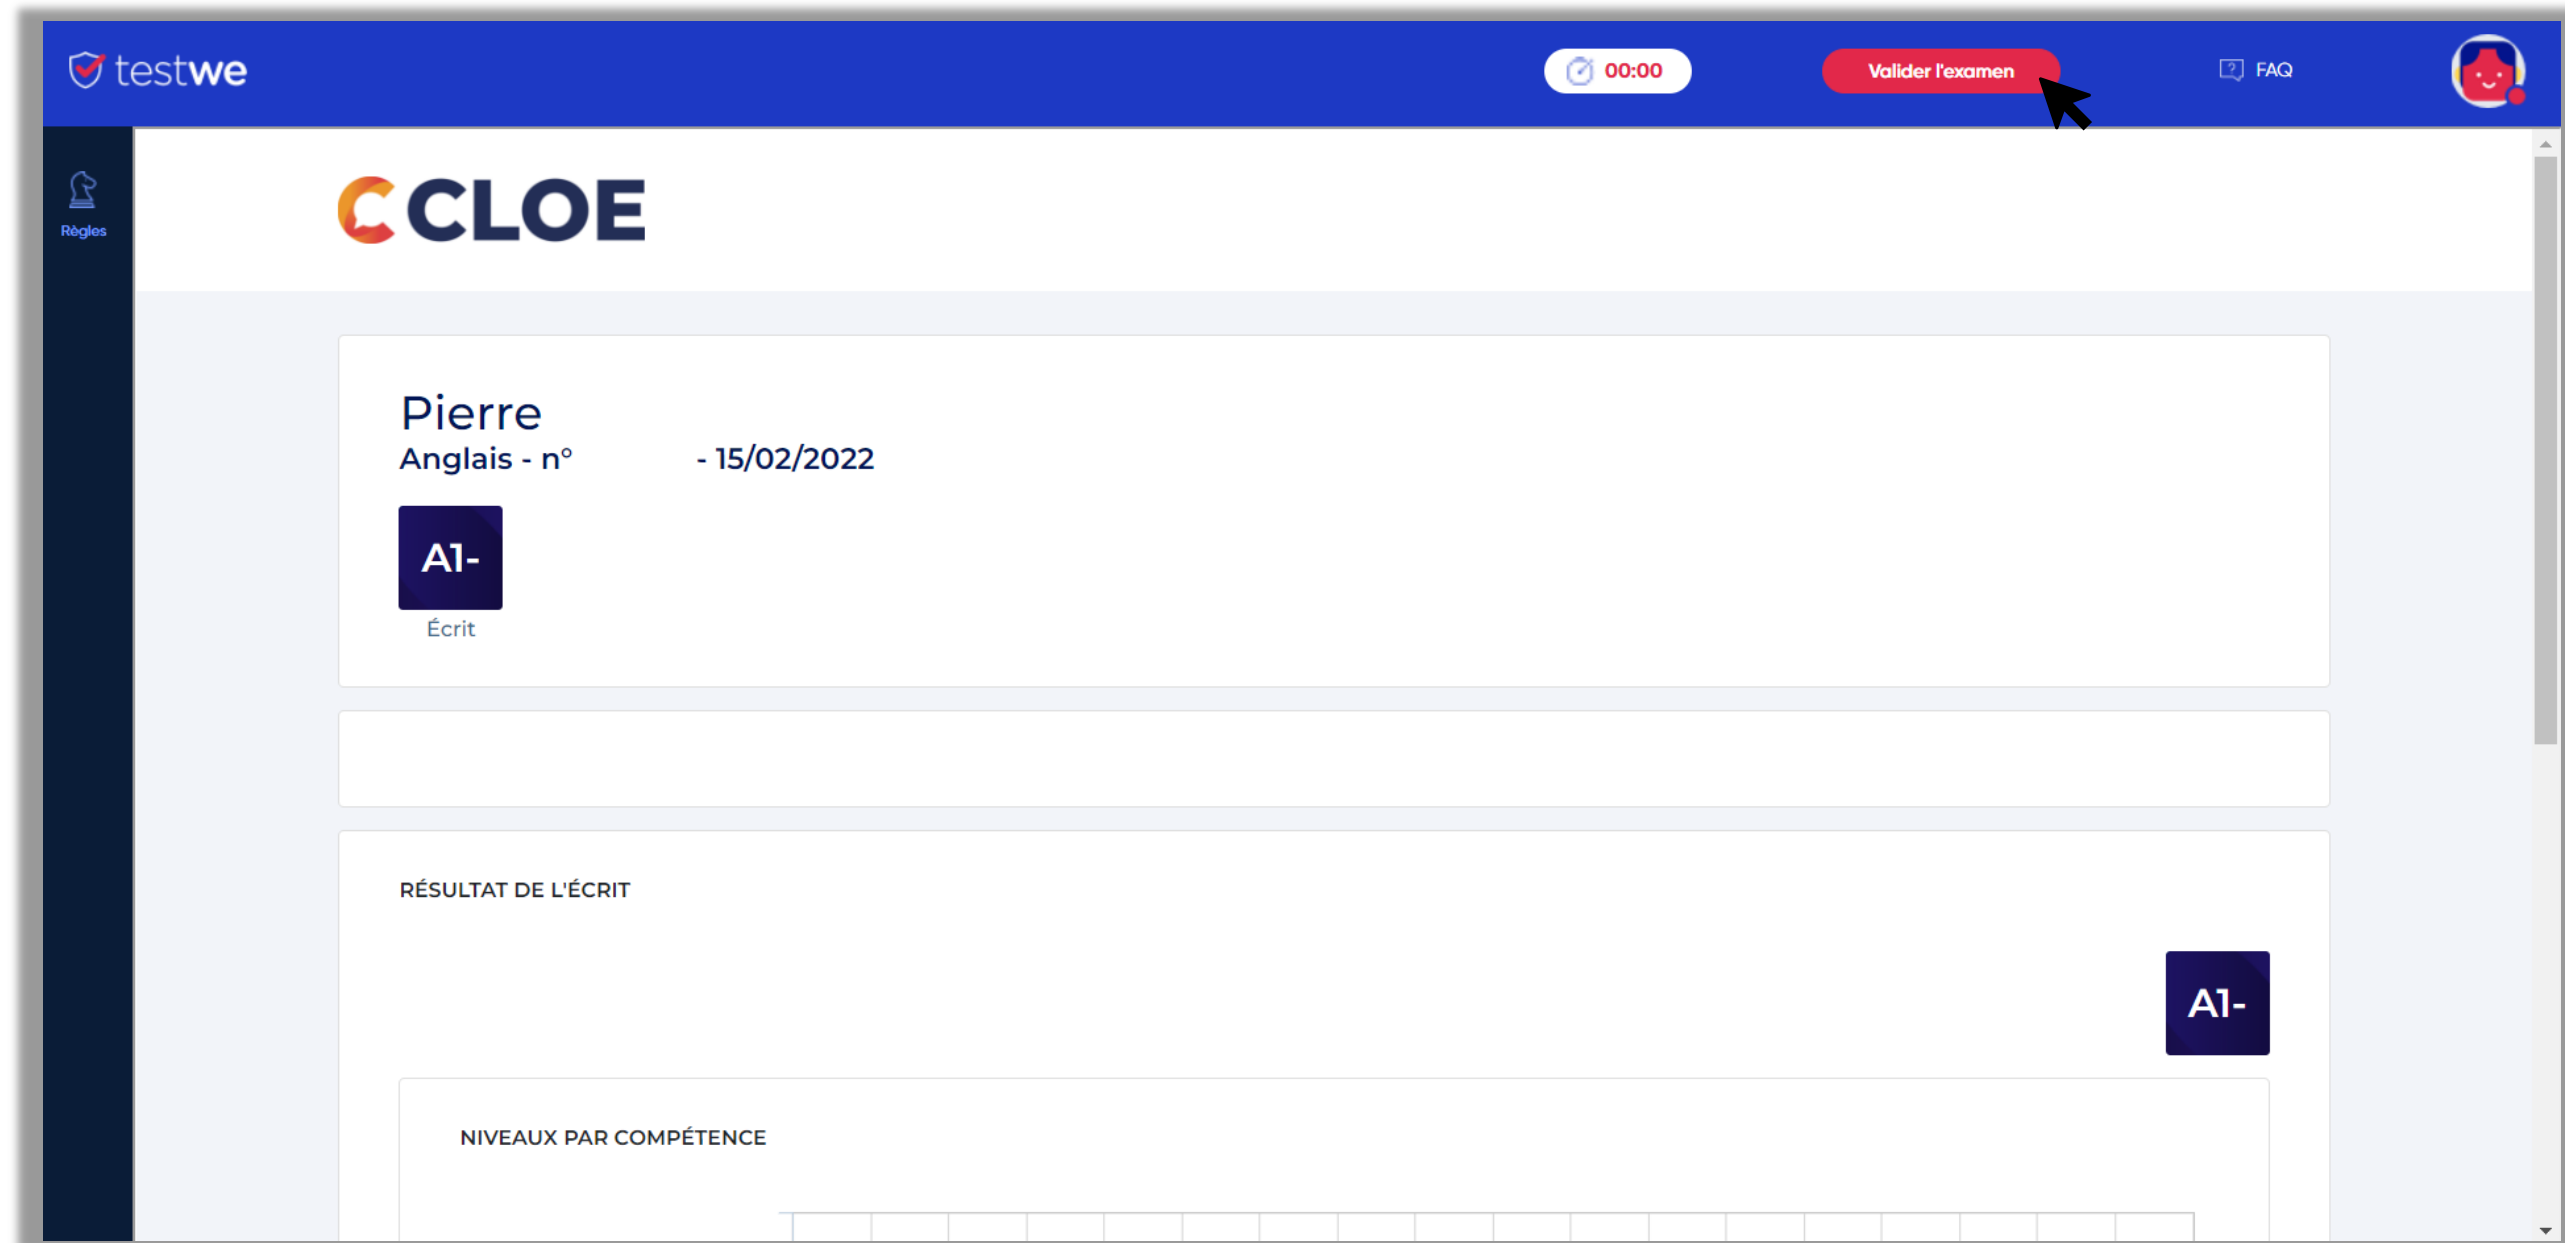 testwe
00:00
Valider l'examen
FAQ
Règles
CLOE
Pierre
Anglais - n° - 15/02/2022
A1-
Écrit
RÉSULTAT DE L'ÉCRIT
A1-
NIVEAUX PAR COMPÉTENCE